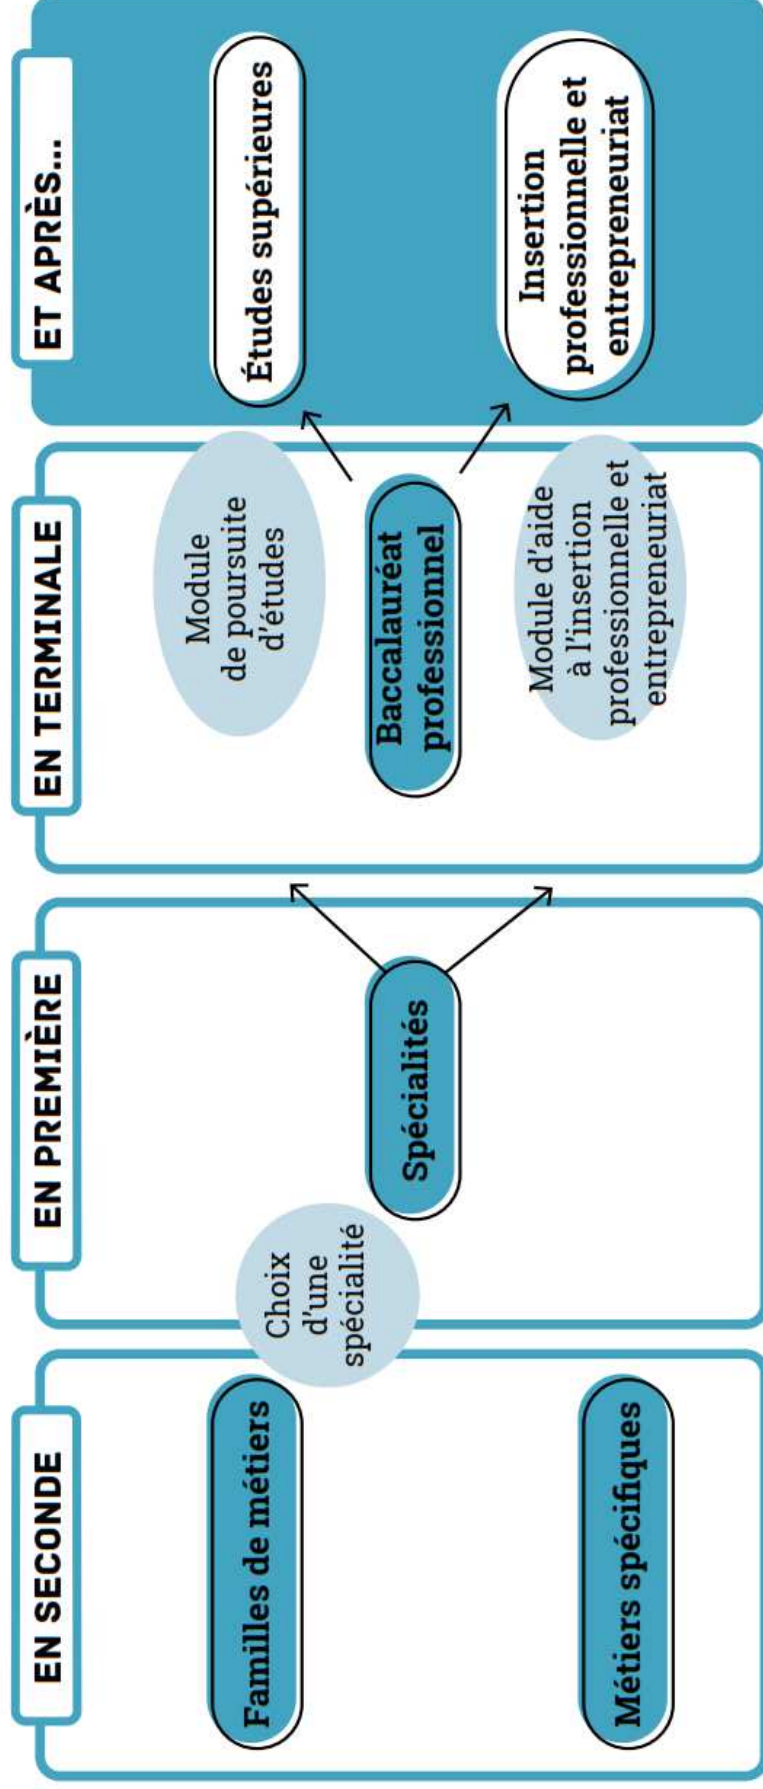 EN SECONDE
Familles de métiers
Métiers spécifiques
Choix
d'une
spécialité
EN PREMIÈRE
Spécialités
EN TERMINALE
Module
de poursuite
d'études
Baccalauréat
professionnel
Module d'aide
à l'insertion
professionnelle et
entrepreneuriat
ET APRÈS...
Études supérieures
Insertion
professionnelle et
entrepreneuriat